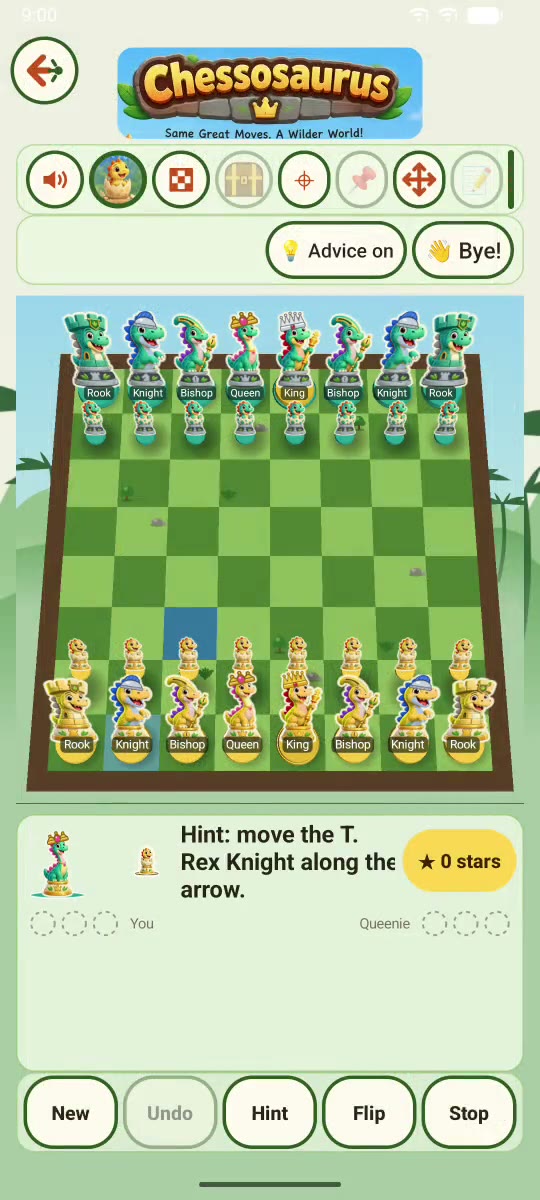 9:00
Chessosaurus
Same Great Moves. A Wilder World!
💡 Advice on
👋 Bye!
Rook Knight Bishop Queen King Bishop Knight Rook
Rook Knight Bishop Queen King Bishop Knight Rook
Hint: move the T.
Rex Knight along the
arrow.
★ 0 stars
You
Queenie
New
Undo
Hint
Flip
Stop